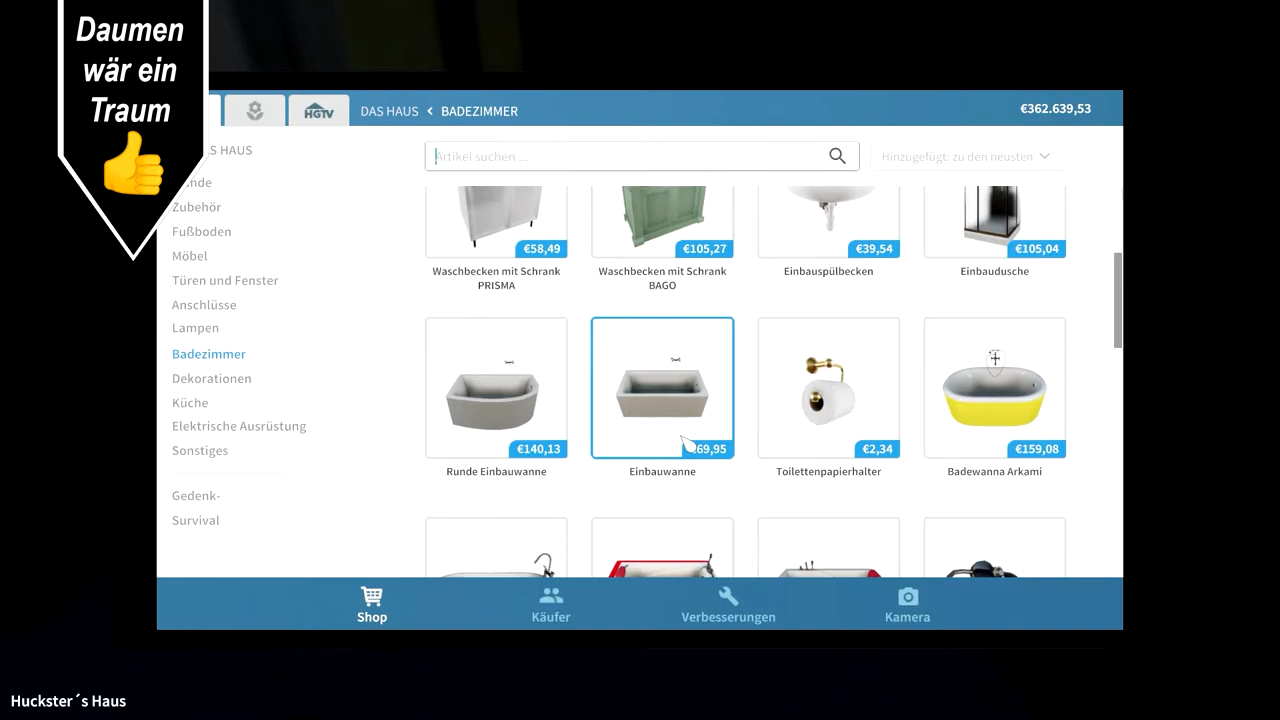 Daumen
wär ein
Traum
HGTV
DAS HAUS < BADEZIMMER
€362.639,53
Artikel suchen ...
Hinzugefügt: zu den neusten
Zubehör
Fußboden
Möbel
Türen und Fenster
Anschlüsse
Lampen
Badezimmer
Dekorationen
Küche
Elektrische Ausrüstung
Sonstiges
Gedenk-
Survival
€58,49
€105,27
€39,54
€105,04
Waschbecken mit Schrank
PRISMA
Waschbecken mit Schrank
BAGO
Einbauspülbecken
Einbaudusche
€140,13
69,95
€2,34
€159,08
Runde Einbauwanne
Einbauwanne
Toilettenpapierhalter
Badewanna Arkami
Shop
Käufer
Verbesserungen
Kamera
Huckster´s Haus